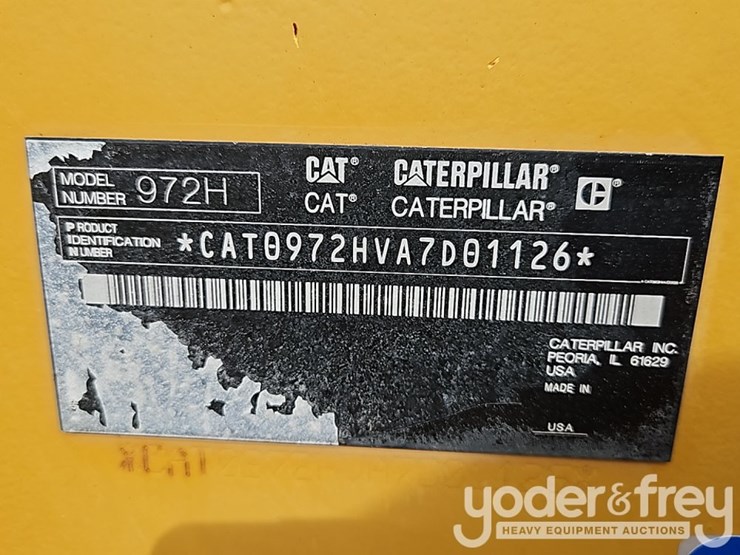 MODEL NUMBER 972H
CAT® CATERPILLAR® C®
CAT® CATERPILLAR®
PRODUCT
IDENTIFICATION
NUMBER
*CAT0972HVA7D01126*
CATERPILLAR INC.
PEORIA, IL 61629
USA
MADE IN
USA
yoder&frey
HEAVY EQUIPMENT AUCTIONS